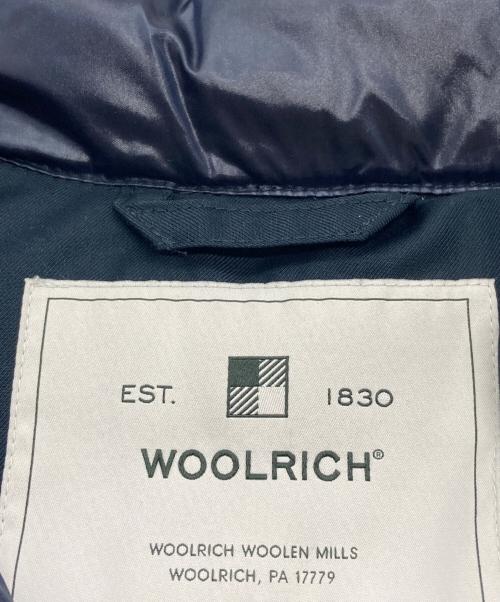 EST. 1830
WOOLRICH®
WOOLRICH WOOLEN MILLS
WOOLRICH, PA 17779